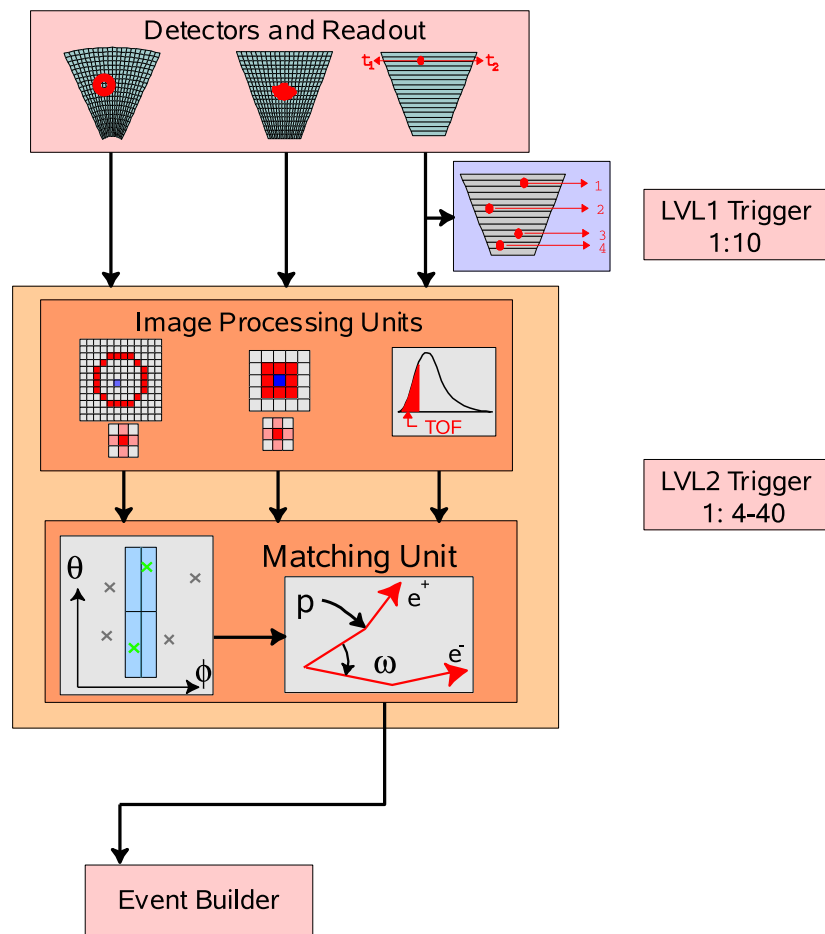 Detectors and Readout
t₁ t₂
1
2
3
4
LVL1 Trigger
1:10
Image Processing Units
TOF
LVL2 Trigger
1: 4-40
Matching Unit
θ
ϕ
p
e⁺
ω
e⁻
Event Builder